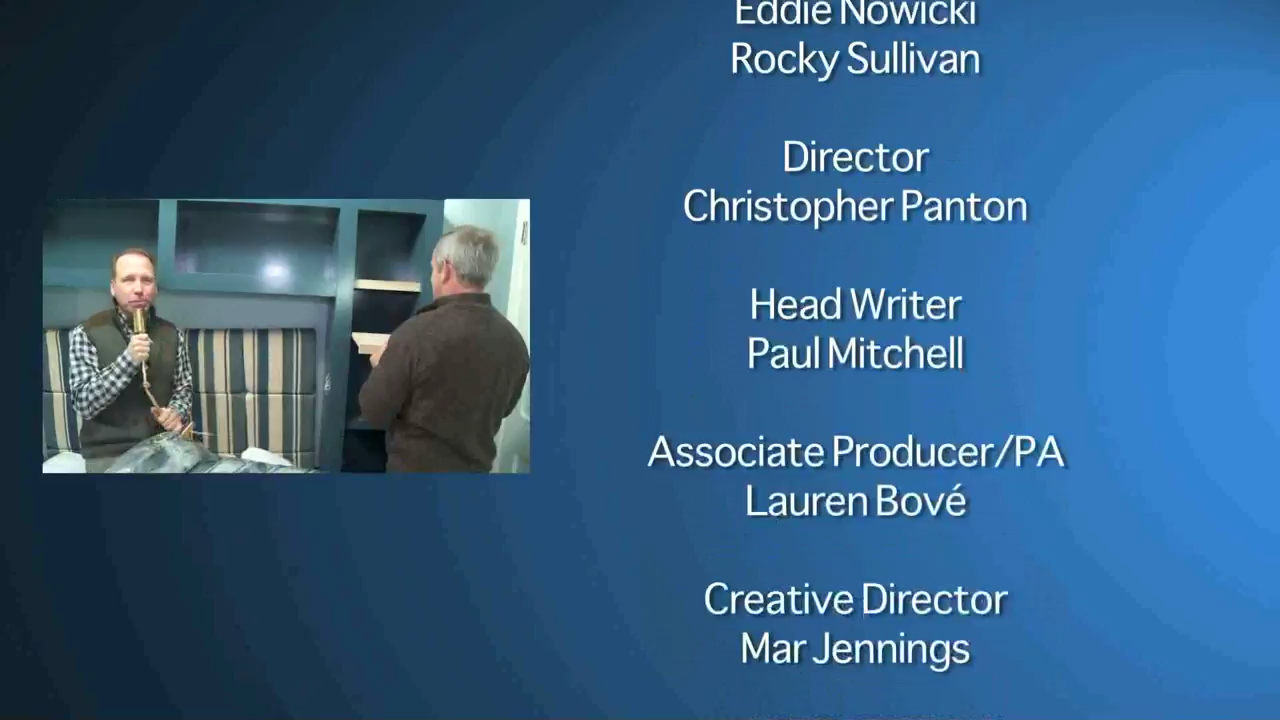 Eddie Nowicki
Rocky Sullivan
Director
Christopher Panton
Head Writer
Paul Mitchell
Associate Producer/PA
Lauren Bové
Creative Director
Mar Jennings